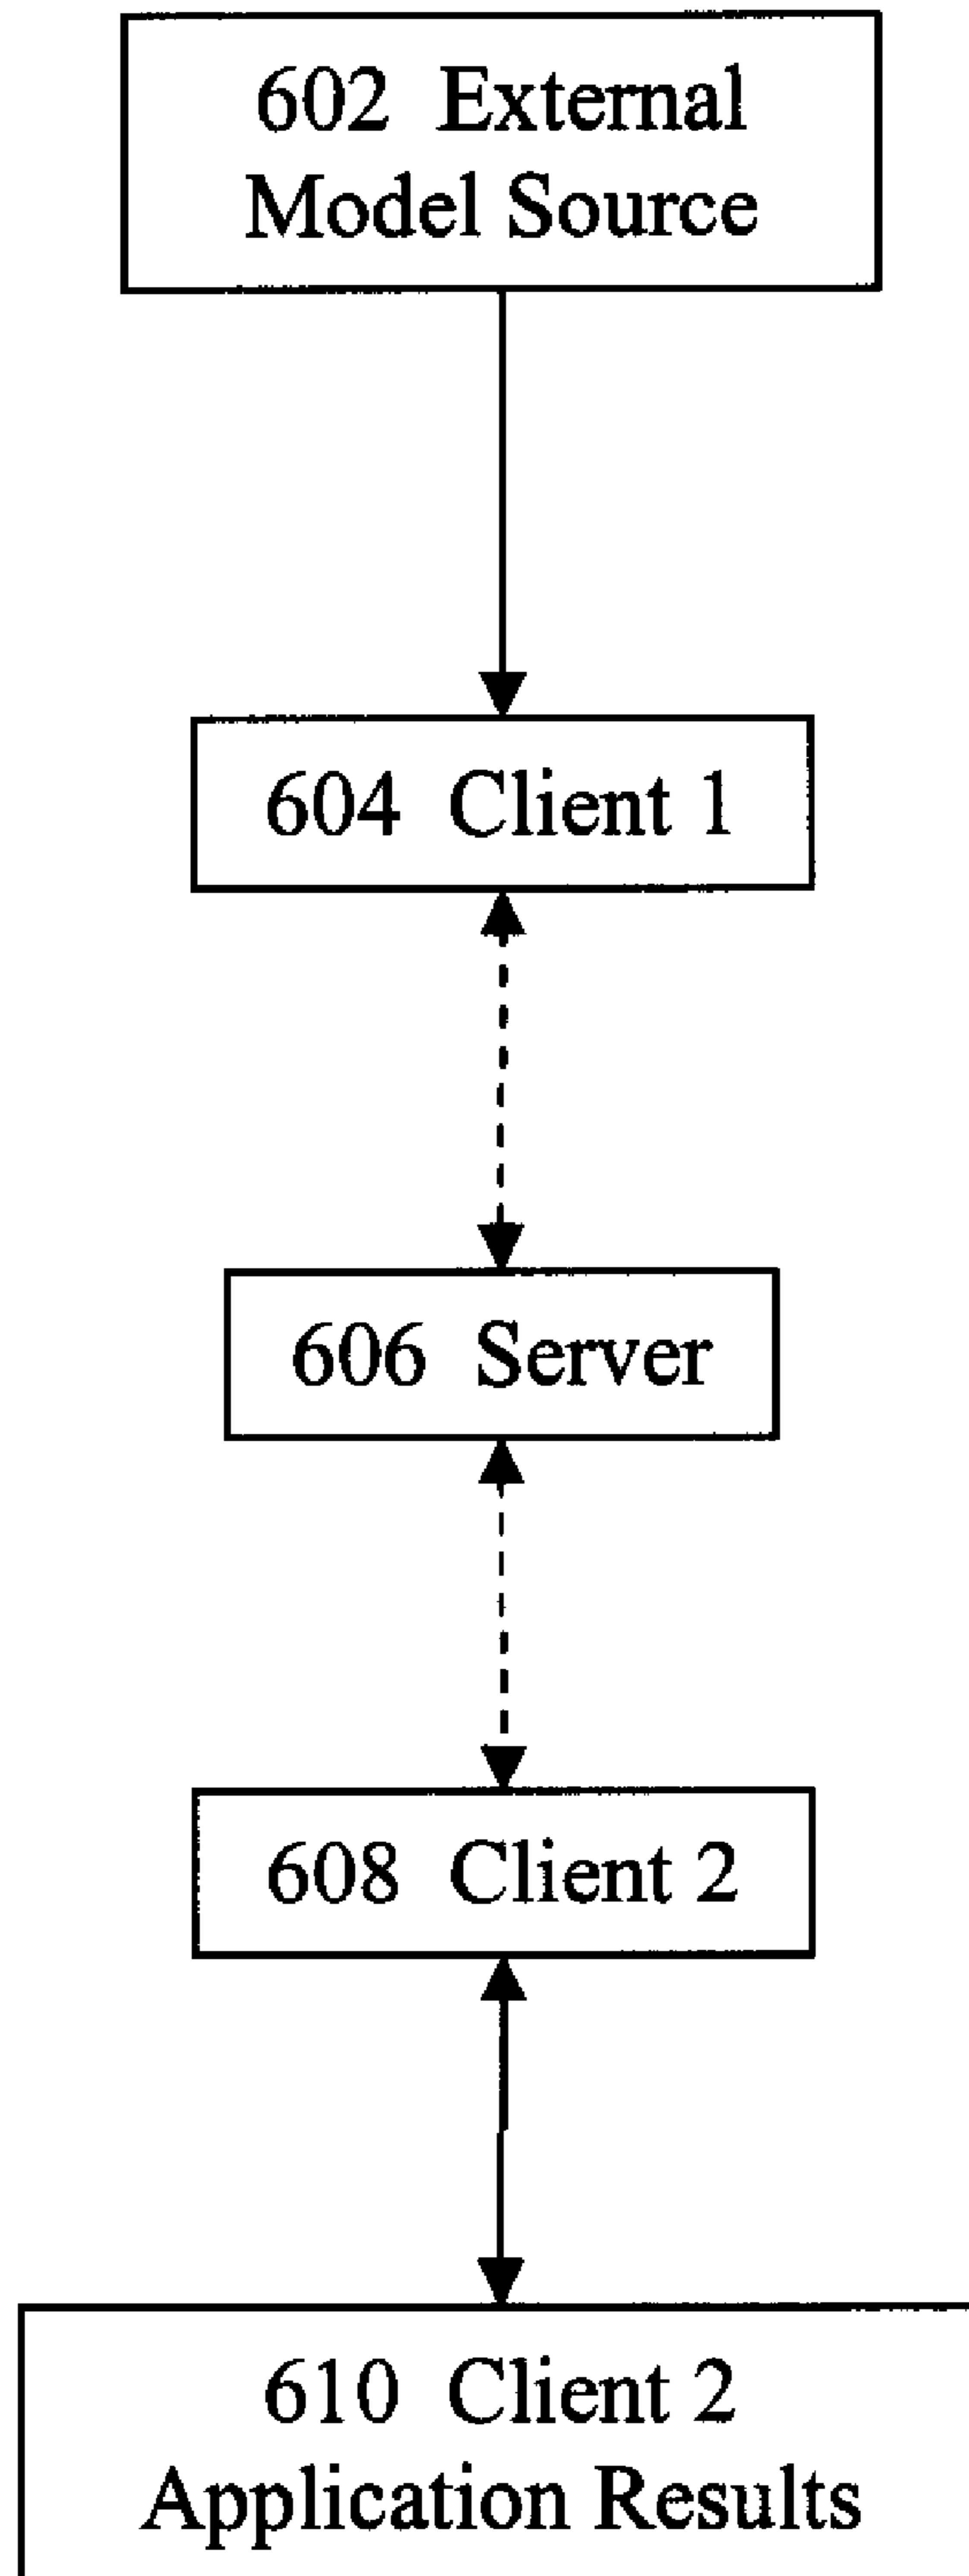 602 External
Model Source
604 Client 1
606 Server
608 Client 2
610 Client 2
Application Results